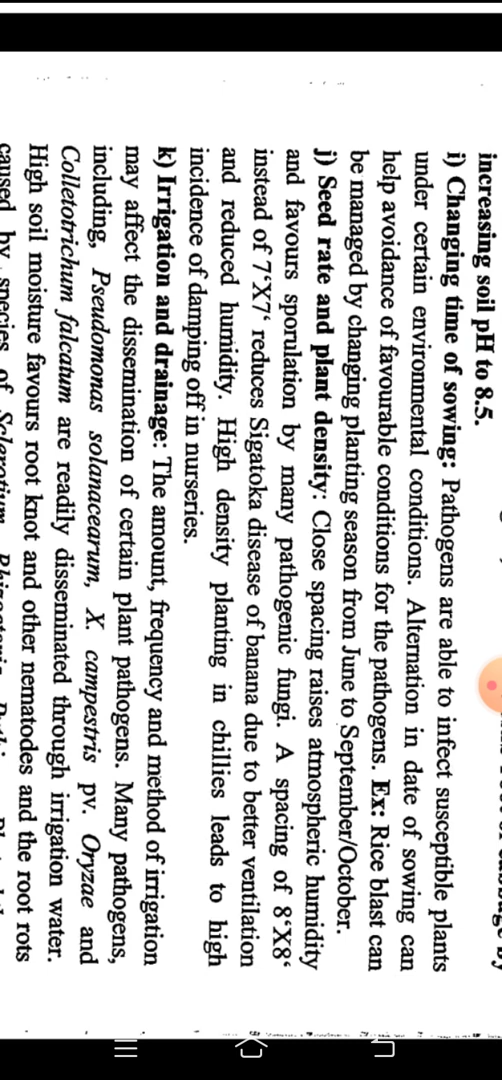 increasing soil pH to 8.5.
i) Changing time of sowing: Pathogens are able to infect susceptible plants
under certain environmental conditions. Alternation in date of sowing can
help avoidance of favourable conditions for the pathogens. Ex: Rice blast can
be managed by changing planting season from June to September/October.
j) Seed rate and plant density: Close spacing raises atmospheric humidity
and favours sporulation by many pathogenic fungi. A spacing of 8‘X8‘
instead of 7‘X7‘ reduces Sigatoka disease of banana due to better ventilation
and reduced humidity. High density planting in chillies leads to high
incidence of damping off in nurseries.
k) Irrigation and drainage: The amount, frequency and method of irrigation
may affect the dissemination of certain plant pathogens. Many pathogens,
including, Pseudomonas solanacearum, X. campestris pv. Oryzae and
Colletotrichum falcatum are readily disseminated through irrigation water.
High soil moisture favours root knot and other nematodes and the root rots
caused by species of Sclerotium